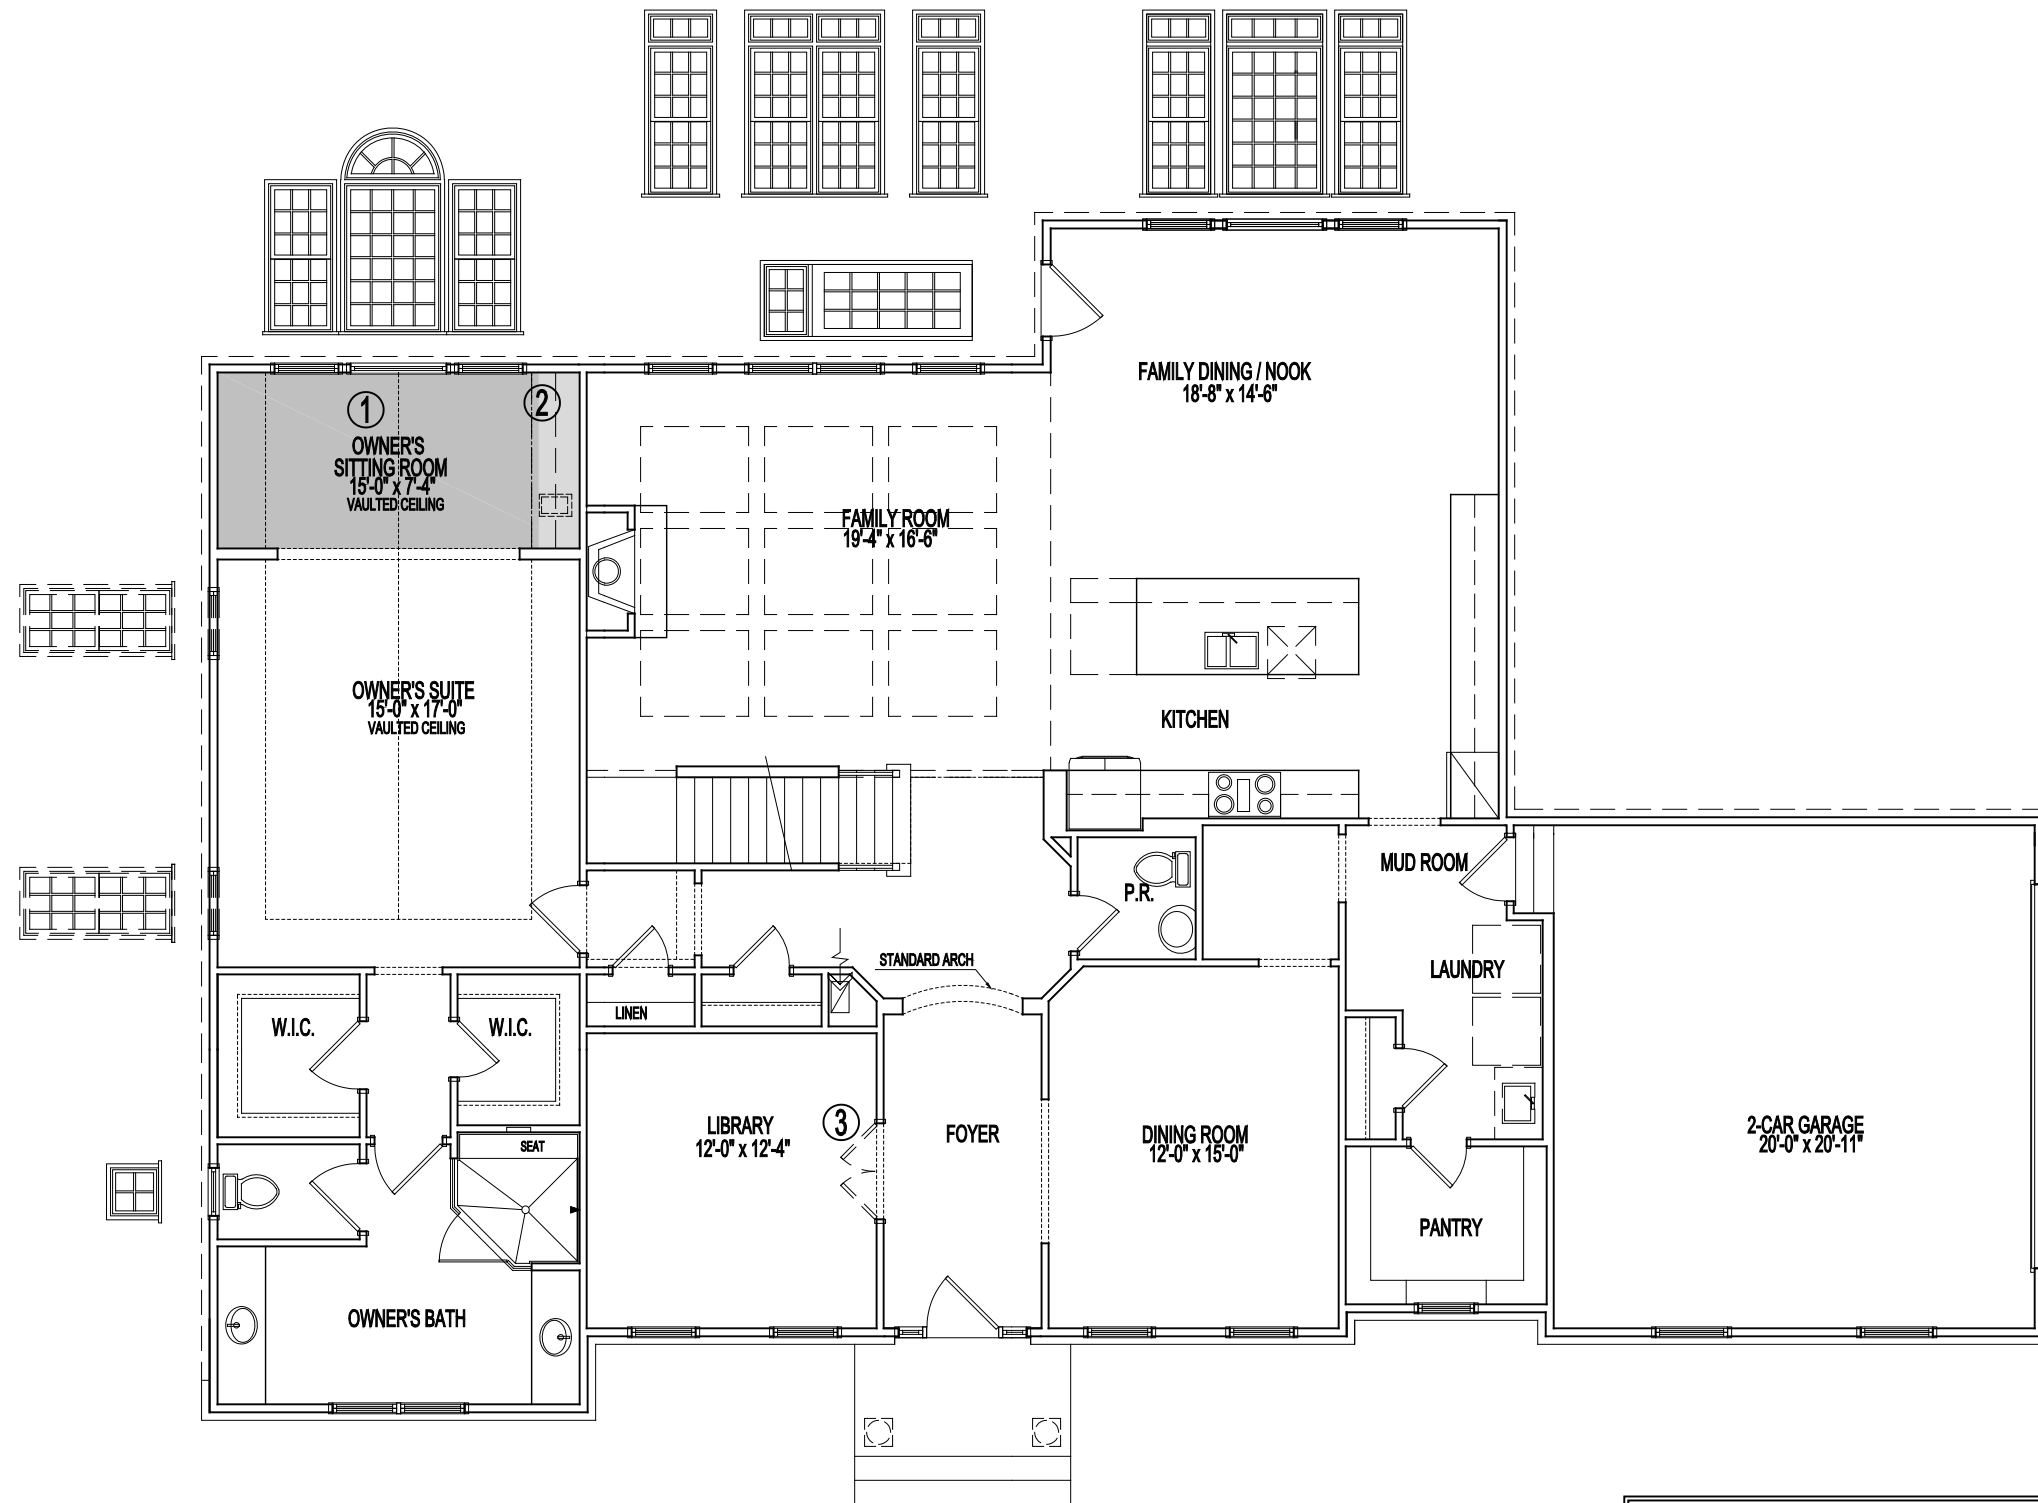 FAMILY DINING / NOOK
18'-8" x 14'-6"
1
2
OWNER'S
SITTING ROOM
15'-0" x 7'-4"
VAULTED CEILING
FAMILY ROOM
19'-4" x 16'-6"
OWNER'S SUITE
15'-0" x 17'-0"
VAULTED CEILING
KITCHEN
MUD ROOM
P.R.
STANDARD ARCH
LAUNDRY
LINEN
W.I.C.
W.I.C.
3
LIBRARY
12'-0" x 12'-4"
FOYER
DINING ROOM
12'-0" x 15'-0"
2-CAR GARAGE
20'-0" x 20'-11"
SEAT
PANTRY
OWNER'S BATH